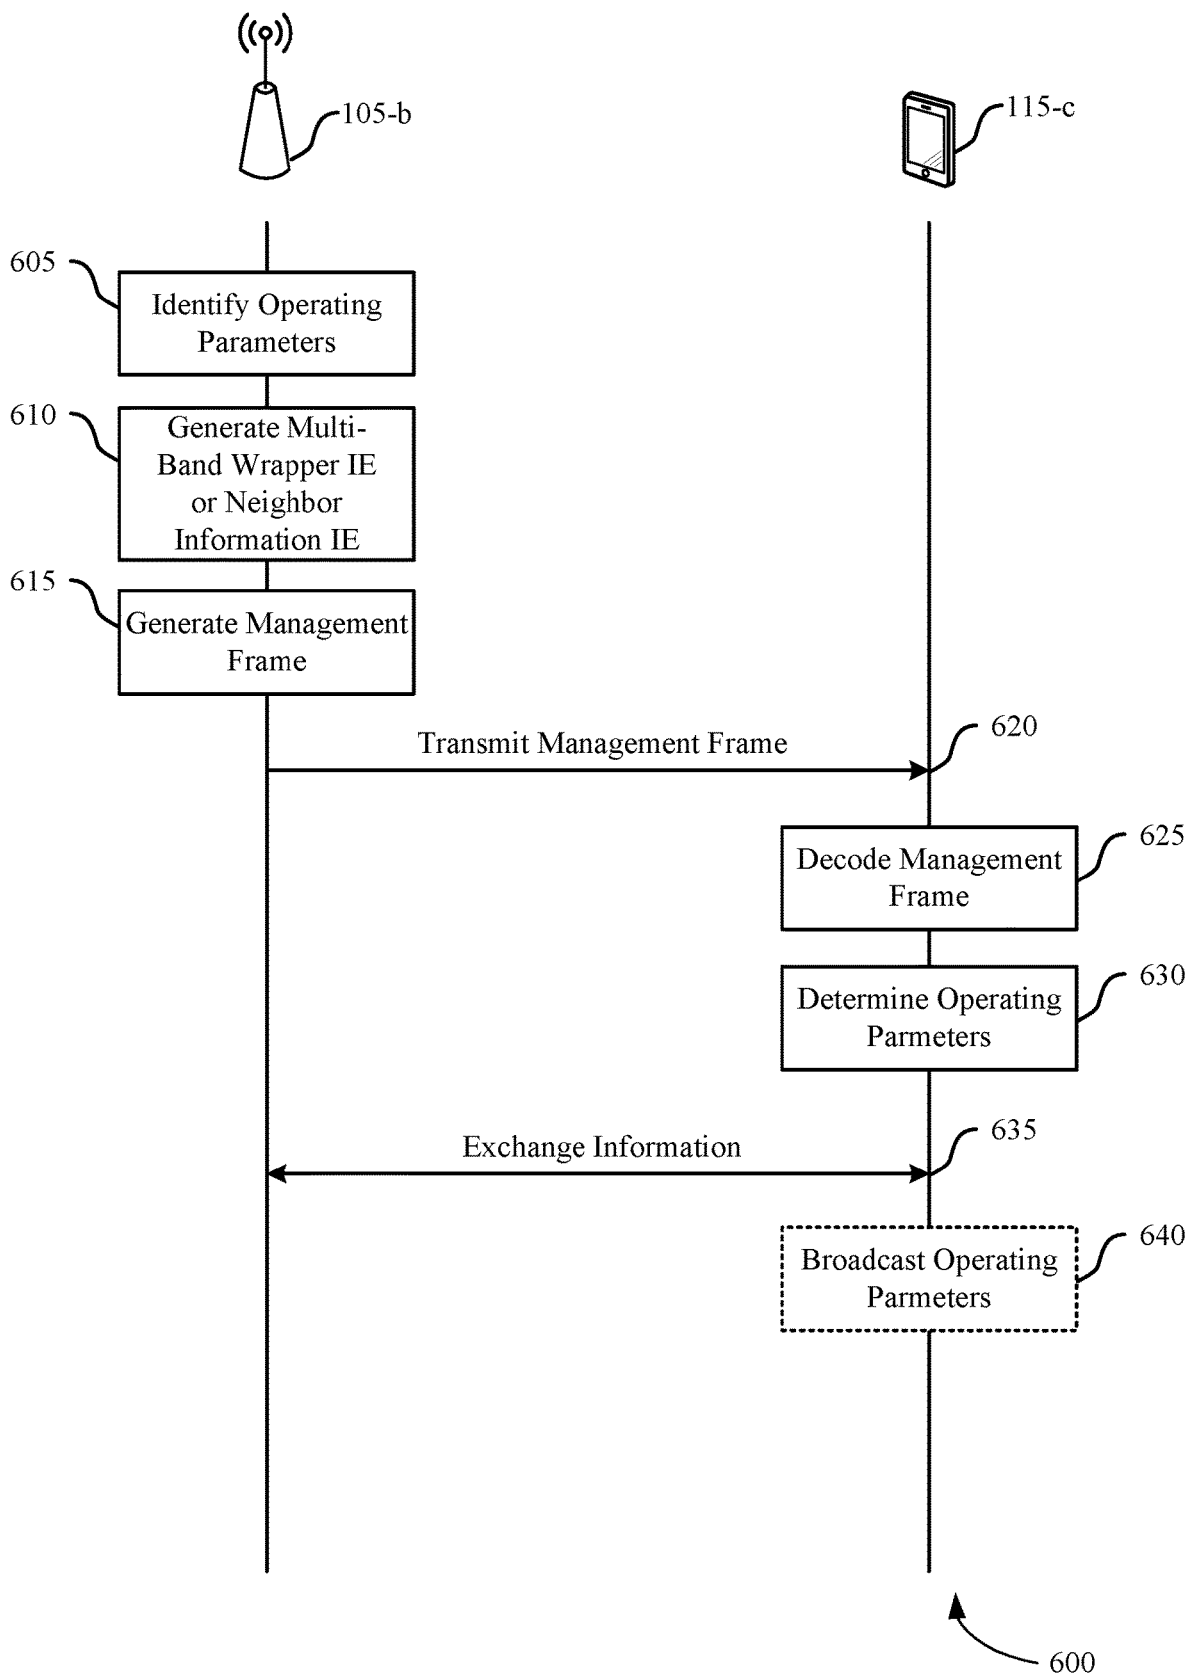 105-b
115-c
605
Identify Operating
Parameters
610
Generate Multi-
Band Wrapper IE
or Neighbor
Information IE
615
Generate Management
Frame
620
Transmit Management Frame
625
Decode Management
Frame
630
Determine Operating
Parmeters
635
Exchange Information
640
Broadcast Operating
Parmeters
600